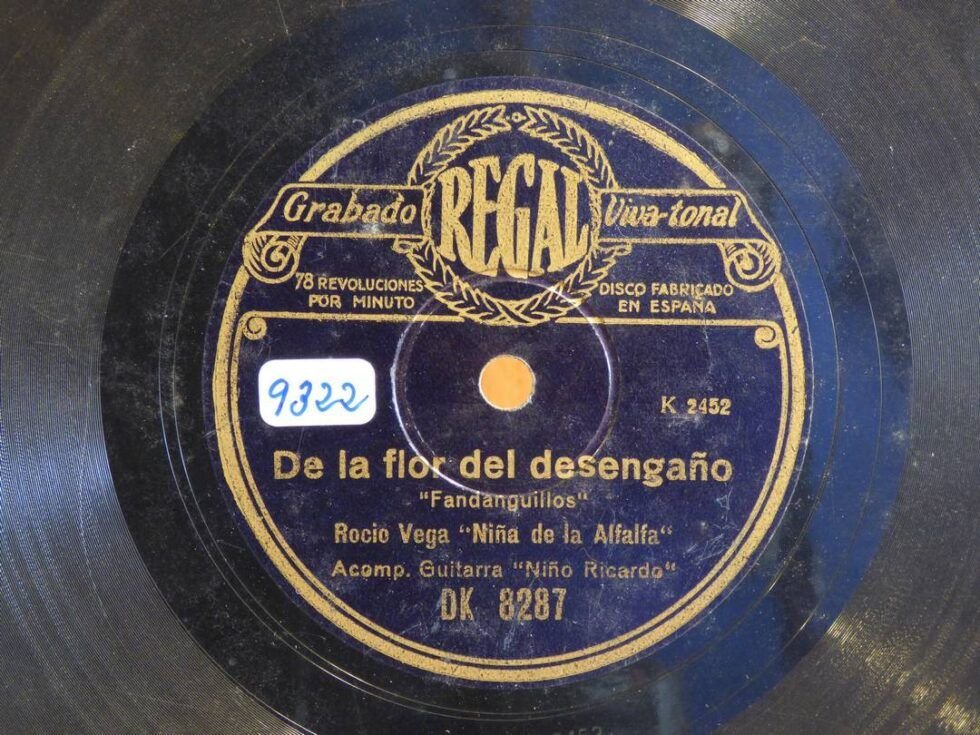 Grabado REGAL Viva-tonal
78 REVOLUCIONES POR MINUTO
DISCO FABRICADO EN ESPAÑA
9322
K 2452
De la flor del desengaño
"Fandanguillos"
Rocio Vega "Niña de la Alfalfa"
Acomp. Guitarra "Niño Ricardo"
DK 8287